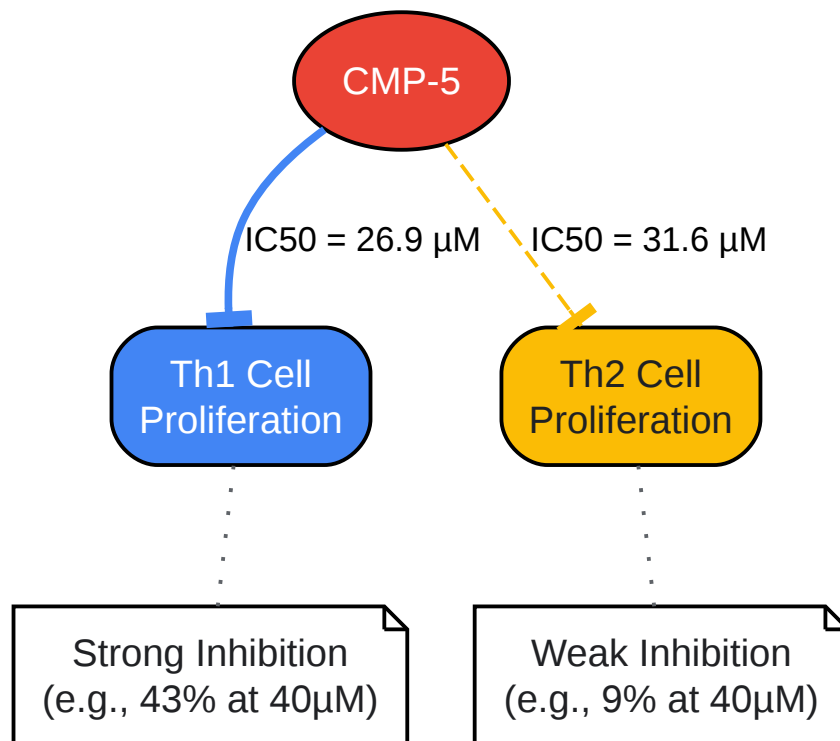 CMP-5
IC50 = 26.9 µM
IC50 = 31.6 µM
Th1 Cell
Proliferation
Th2 Cell
Proliferation
Strong Inhibition
(e.g., 43% at 40µM)
Weak Inhibition
(e.g., 9% at 40µM)